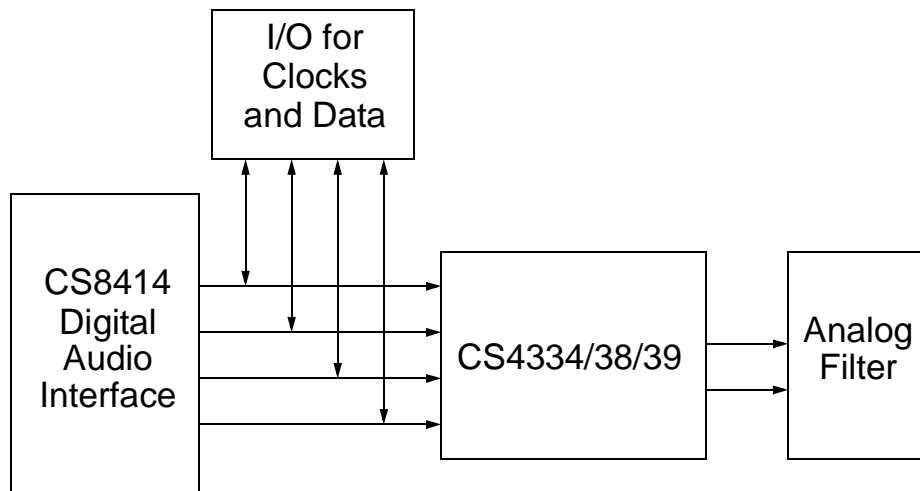 I/O for
Clocks
and Data
CS8414
Digital
Audio
Interface
CS4334/38/39
Analog
Filter